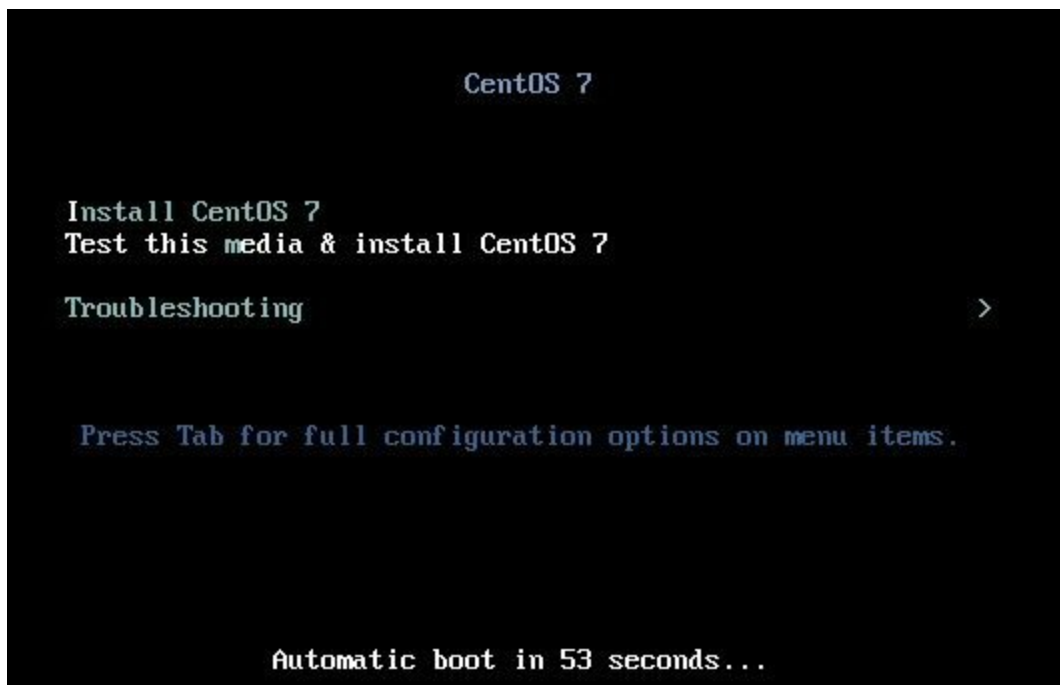 CentOS 7
Install CentOS 7
Test this media & install CentOS 7
Troubleshooting >
Press Tab for full configuration options on menu items.
Automatic boot in 53 seconds...